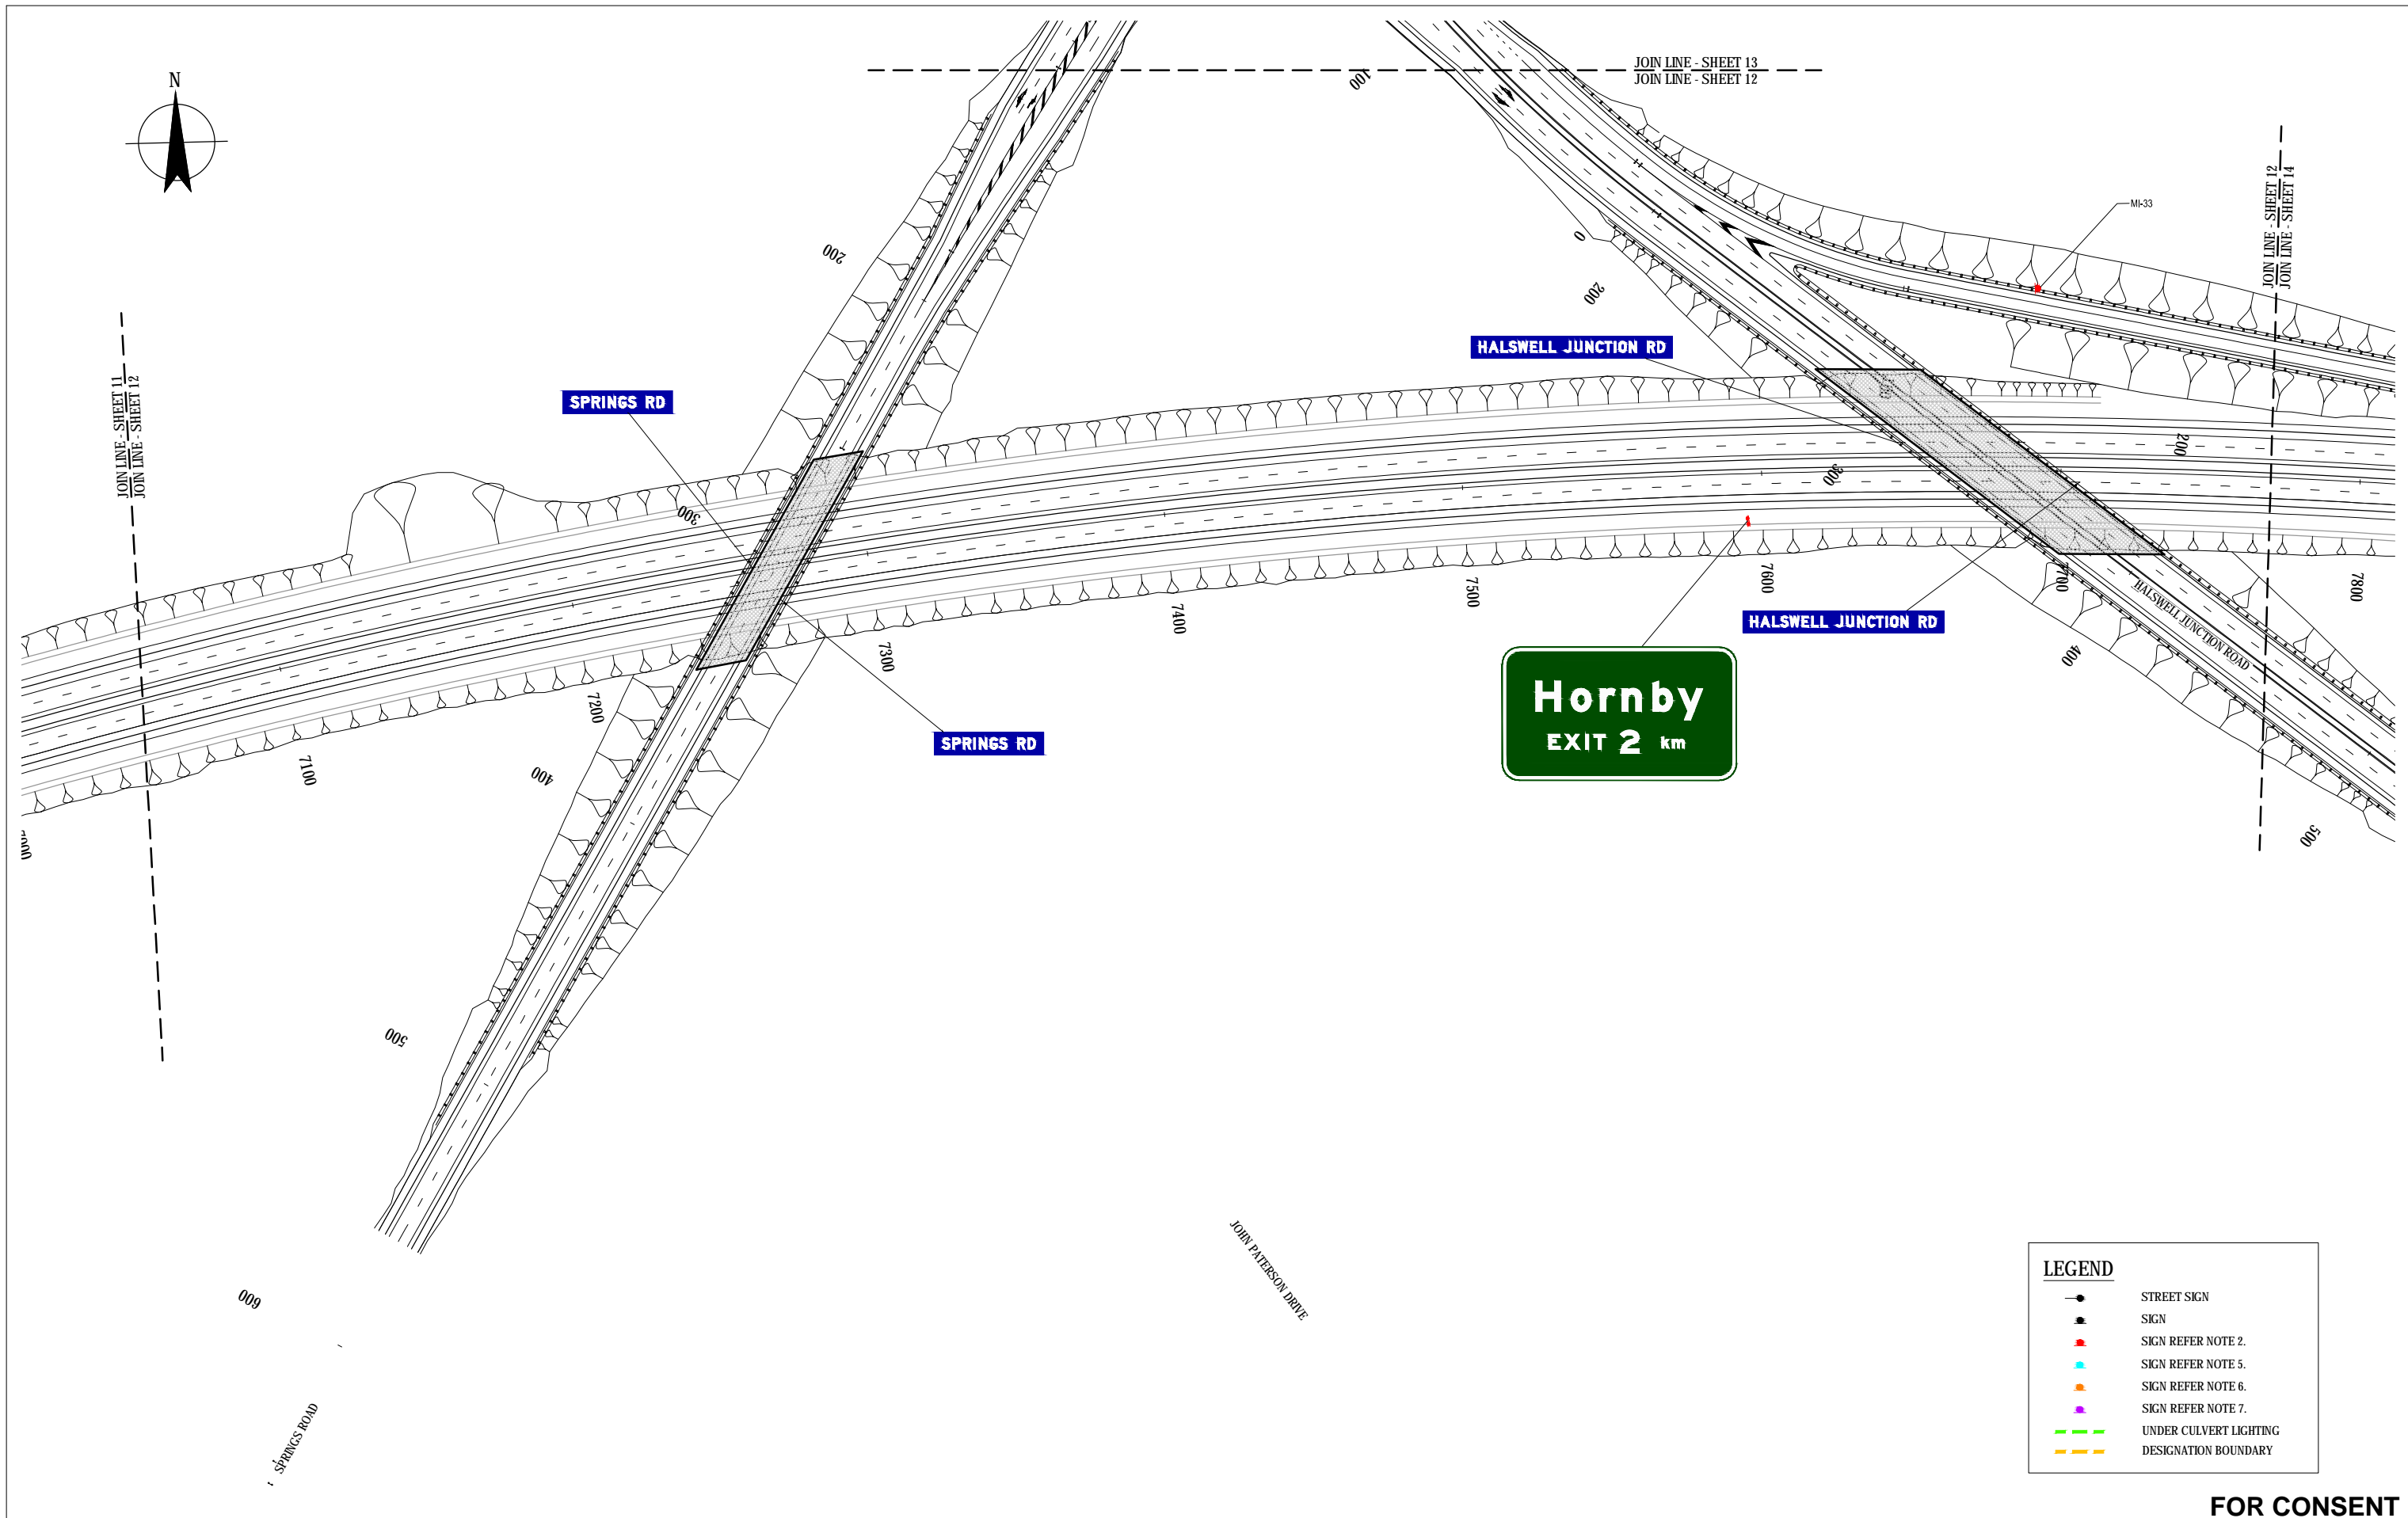 N
JOIN LINE - SHEET 13
JOIN LINE - SHEET 12
100
MI-33
JOIN LINE - SHEET 12
JOIN LINE - SHEET 14
200
0
200
HALSWELL JUNCTION RD
JOIN LINE - SHEET 11
JOIN LINE - SHEET 12
SPRINGS RD
200
300
300
7100
7200
7300
7400
7500
7600
7700
7800
HALSWELL JUNCTION RD
HALSWELL JUNCTION ROAD
400
Hornby
EXIT 2 km
SPRINGS RD
400
500
500
600
JOHN PATERSON DRIVE
SPRINGS ROAD
LEGEND
STREET SIGN
SIGN
SIGN REFER NOTE 2.
SIGN REFER NOTE 5.
SIGN REFER NOTE 6.
SIGN REFER NOTE 7.
UNDER CULVERT LIGHTING
DESIGNATION BOUNDARY
FOR CONSENT